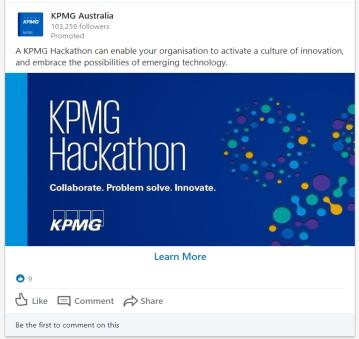 KPMG
KPMG Australia
103,259 followers
Promoted
A KPMG Hackathon can enable your organisation to activate a culture of innovation,
and embrace the possibilities of emerging technology.
KPMG
Hackathon
Collaborate. Problem solve. Innovate.
KPMG
Learn More
9
Like Comment Share
Be the first to comment on this